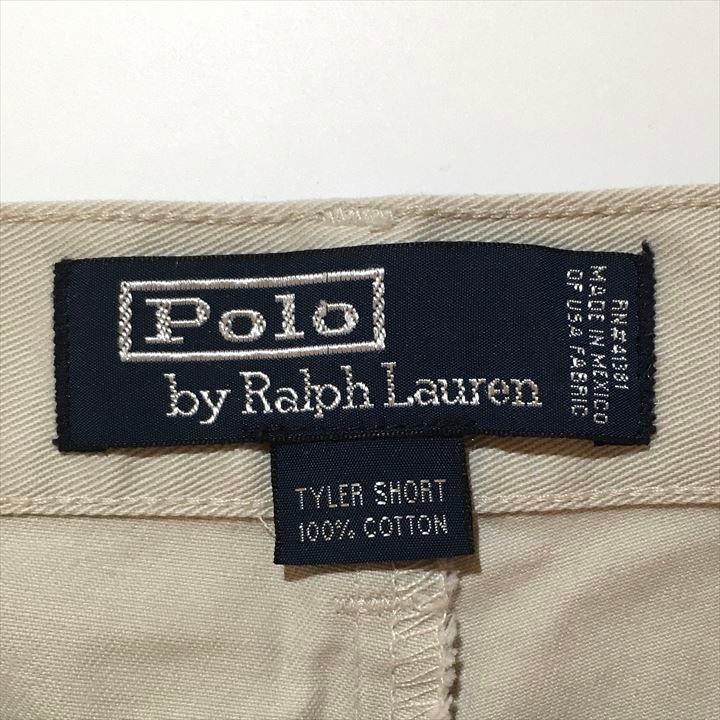 Polo
by Ralph Lauren
RN#41381
MADE IN MEXICO
OF USA FABRIC
TYLER SHORT
100% COTTON